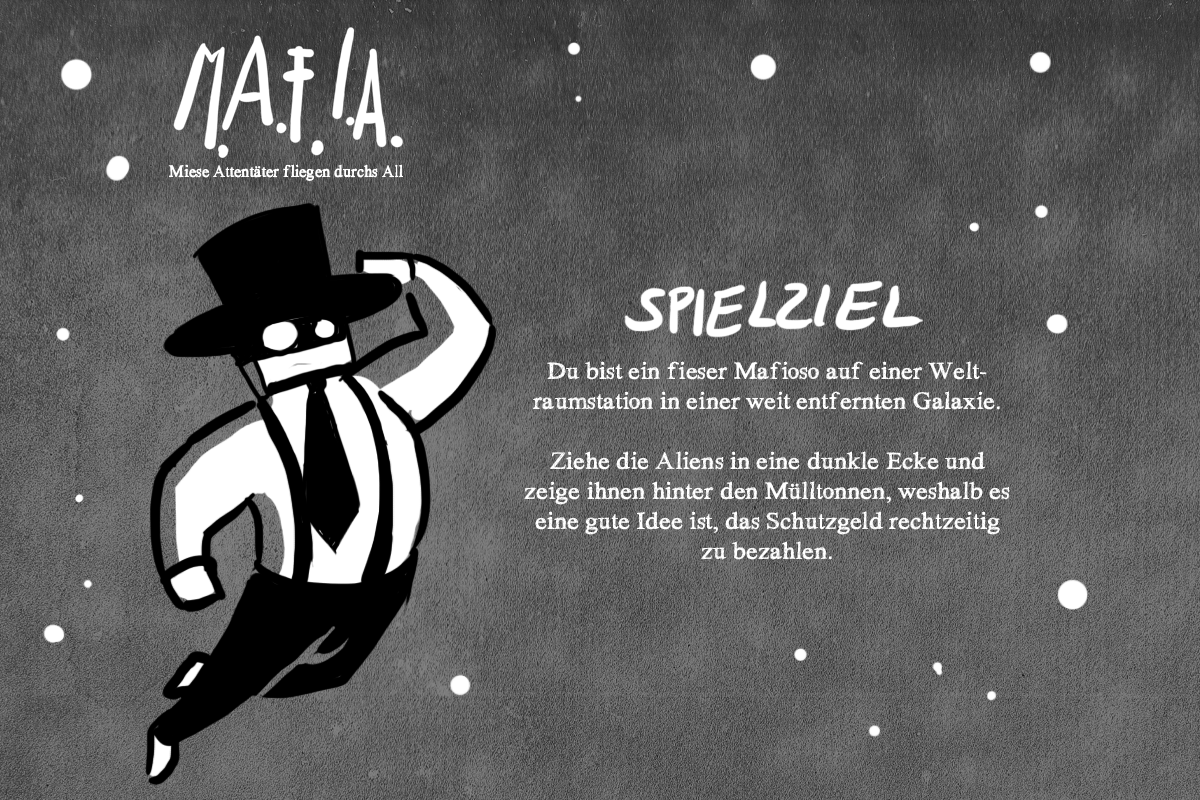 M.A.F.I.A.
Miese Attentäter fliegen durchs All
SPIELZIEL
Du bist ein fieser Mafioso auf einer Welt-
raumstation in einer weit entfernten Galaxie.
Ziehe die Aliens in eine dunkle Ecke und
zeige ihnen hinter den Mülltonnen, weshalb es
eine gute Idee ist, das Schutzgeld rechtzeitig
zu bezahlen.